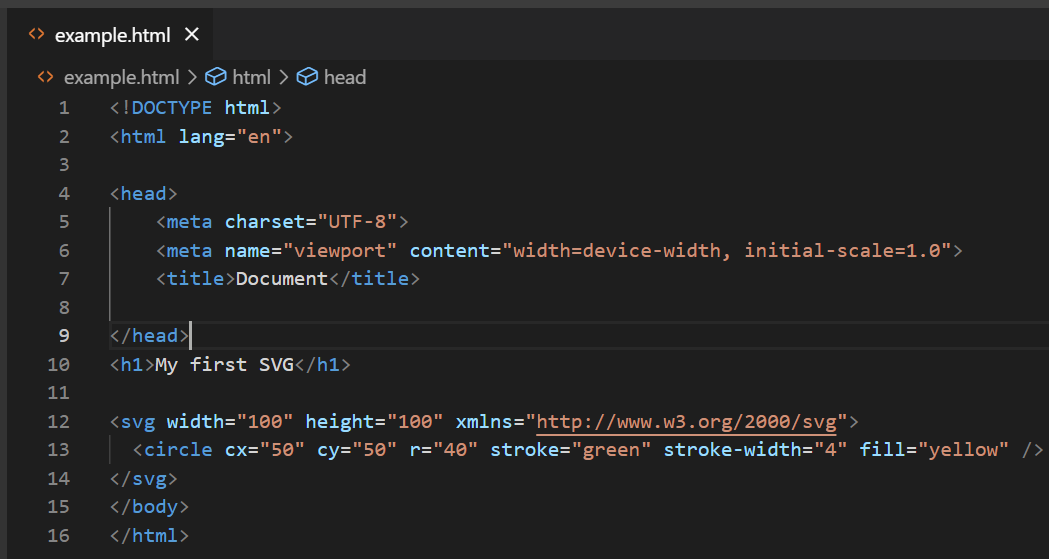 example.html
example.html > html > head
1 <!DOCTYPE html>
2 <html lang="en">
3
4 <head>
5     <meta charset="UTF-8">
6     <meta name="viewport" content="width=device-width, initial-scale=1.0">
7     <title>Document</title>
8
9 </head>
10 <h1>My first SVG</h1>
11
12 <svg width="100" height="100" xmlns="http://www.w3.org/2000/svg">
13   <circle cx="50" cy="50" r="40" stroke="green" stroke-width="4" fill="yellow" />
14 </svg>
15 </body>
16 </html>